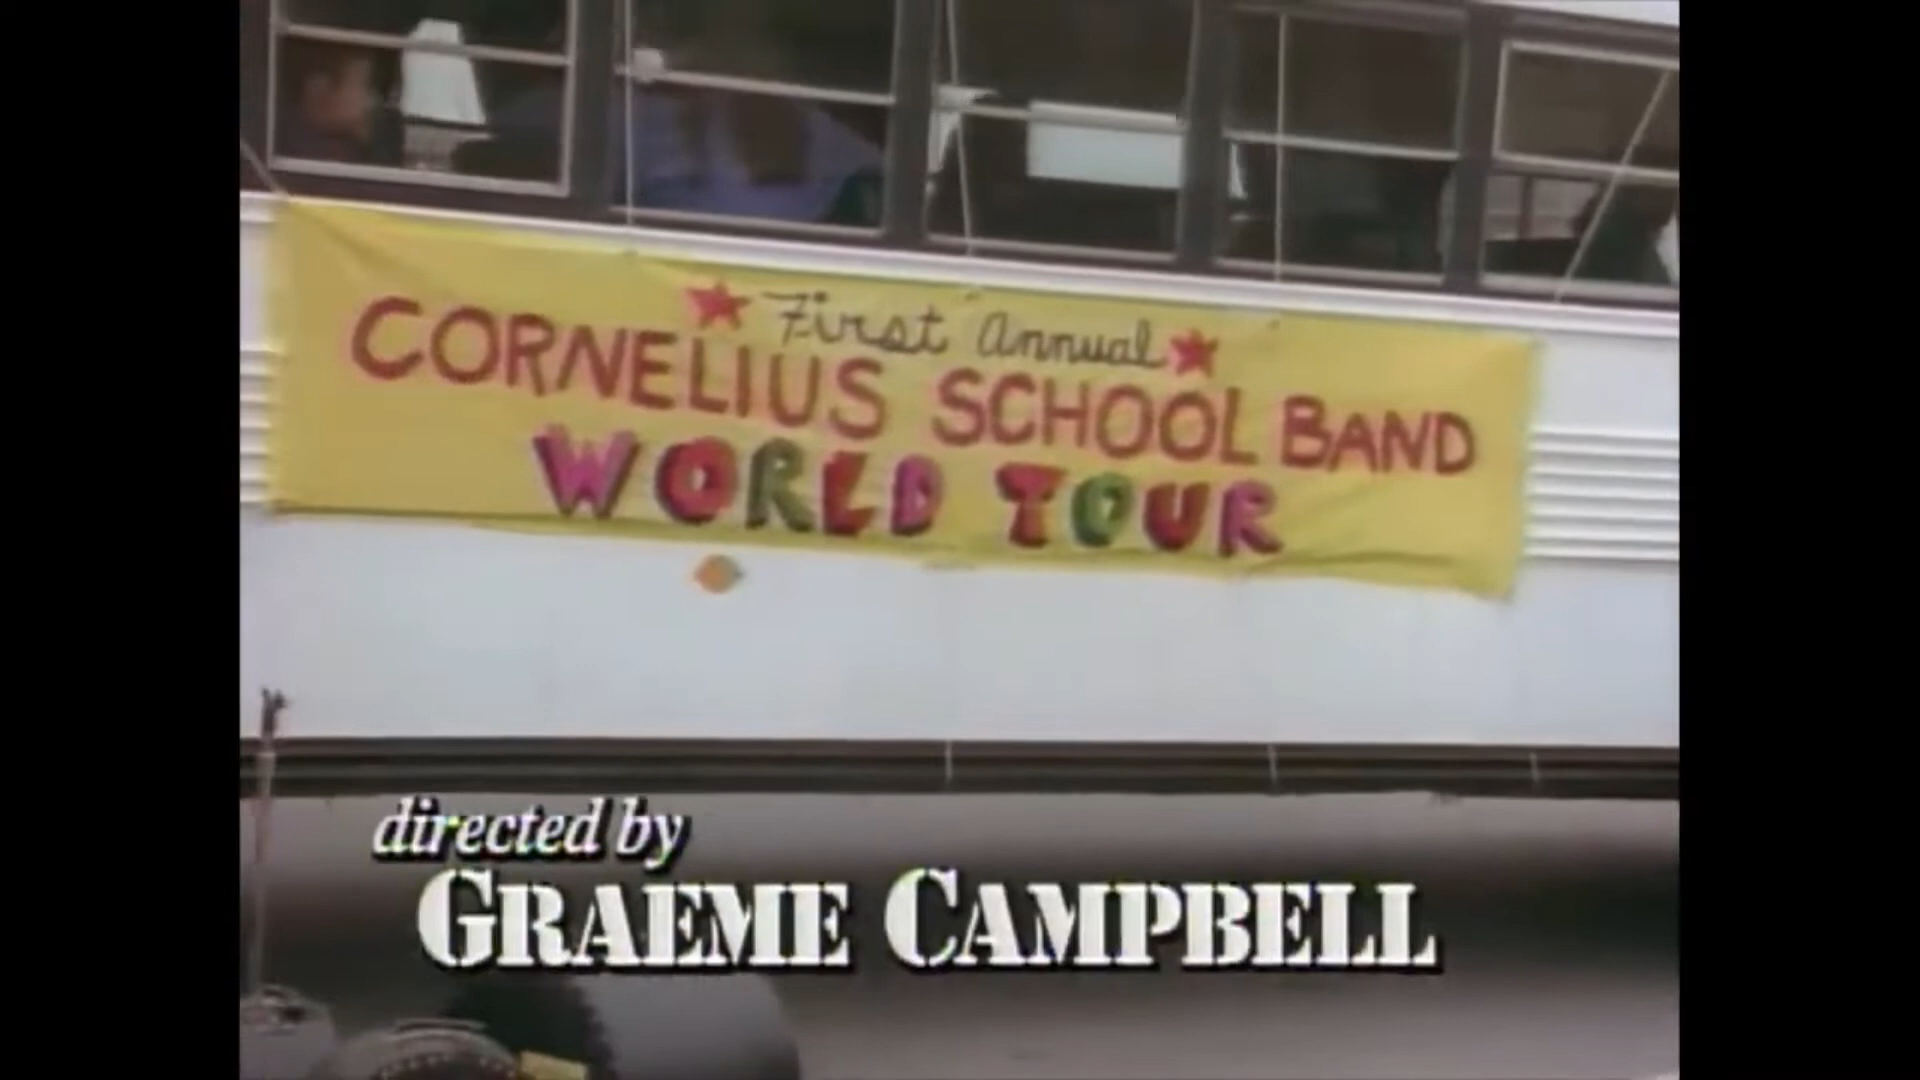 First Annual
CORNELIUS SCHOOL BAND
WORLD TOUR
directed by
GRAEME CAMPBELL